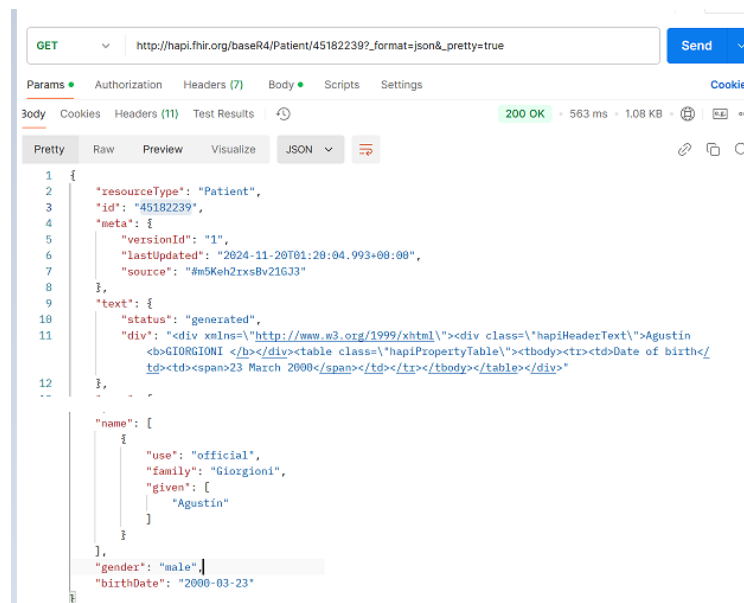 GET http://hapi.fhir.org/baseR4/Patient/45182239?_format=json&_pretty=true Send
Params Authorization Headers (7) Body Scripts Settings Cookie
Body Cookies Headers (11) Test Results 200 OK 563 ms 1.08 KB e.g.
Pretty Raw Preview Visualize JSON
1 {
2 "resourceType": "Patient",
3 "id": "45182239",
4 "meta": {
5 "versionId": "1",
6 "lastUpdated": "2024-11-20T01:20:04.993+00:00",
7 "source": "#m5Keh2rxsBv21GJ3"
8 },
9 "text": {
10 "status": "generated",
11 "div": "<div xmlns=\"http://www.w3.org/1999/xhtml\"><div class=\"hapiHeaderText\">Agustín
<b>GIORGIONI </b></div><table class=\"hapiPropertyTable\"><tbody><tr><td>Date of birth</
td><td><span>23 March 2000</span></td></tr></tbody></table></div>"
12 },
"name": [
{
"use": "official",
"family": "Giorgioni",
"given": [
"Agustín"
]
}
],
"gender": "male",
"birthDate": "2000-03-23"
}